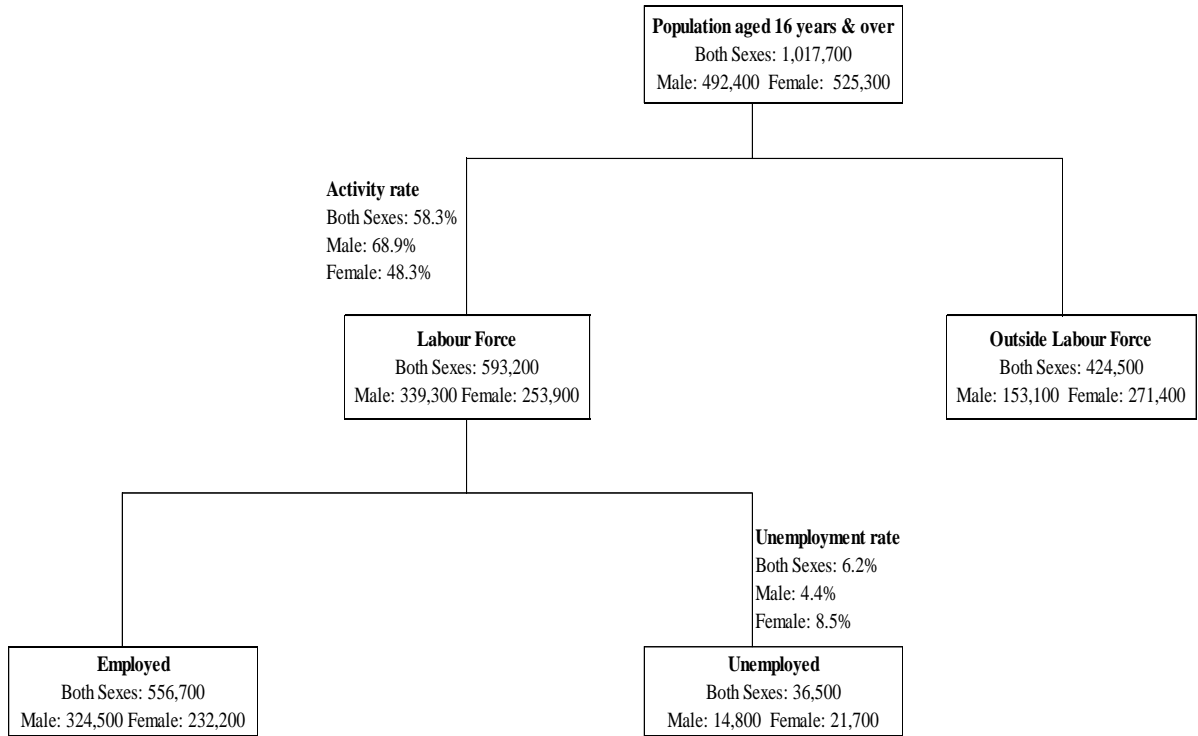 Population aged 16 years & over
Both Sexes: 1,017,700
Male: 492,400 Female: 525,300
Activity rate
Both Sexes: 58.3%
Male: 68.9%
Female: 48.3%
Labour Force
Both Sexes: 593,200
Male: 339,300 Female: 253,900
Outside Labour Force
Both Sexes: 424,500
Male: 153,100 Female: 271,400
Unemployment rate
Both Sexes: 6.2%
Male: 4.4%
Female: 8.5%
Employed
Both Sexes: 556,700
Male: 324,500 Female: 232,200
Unemployed
Both Sexes: 36,500
Male: 14,800 Female: 21,700